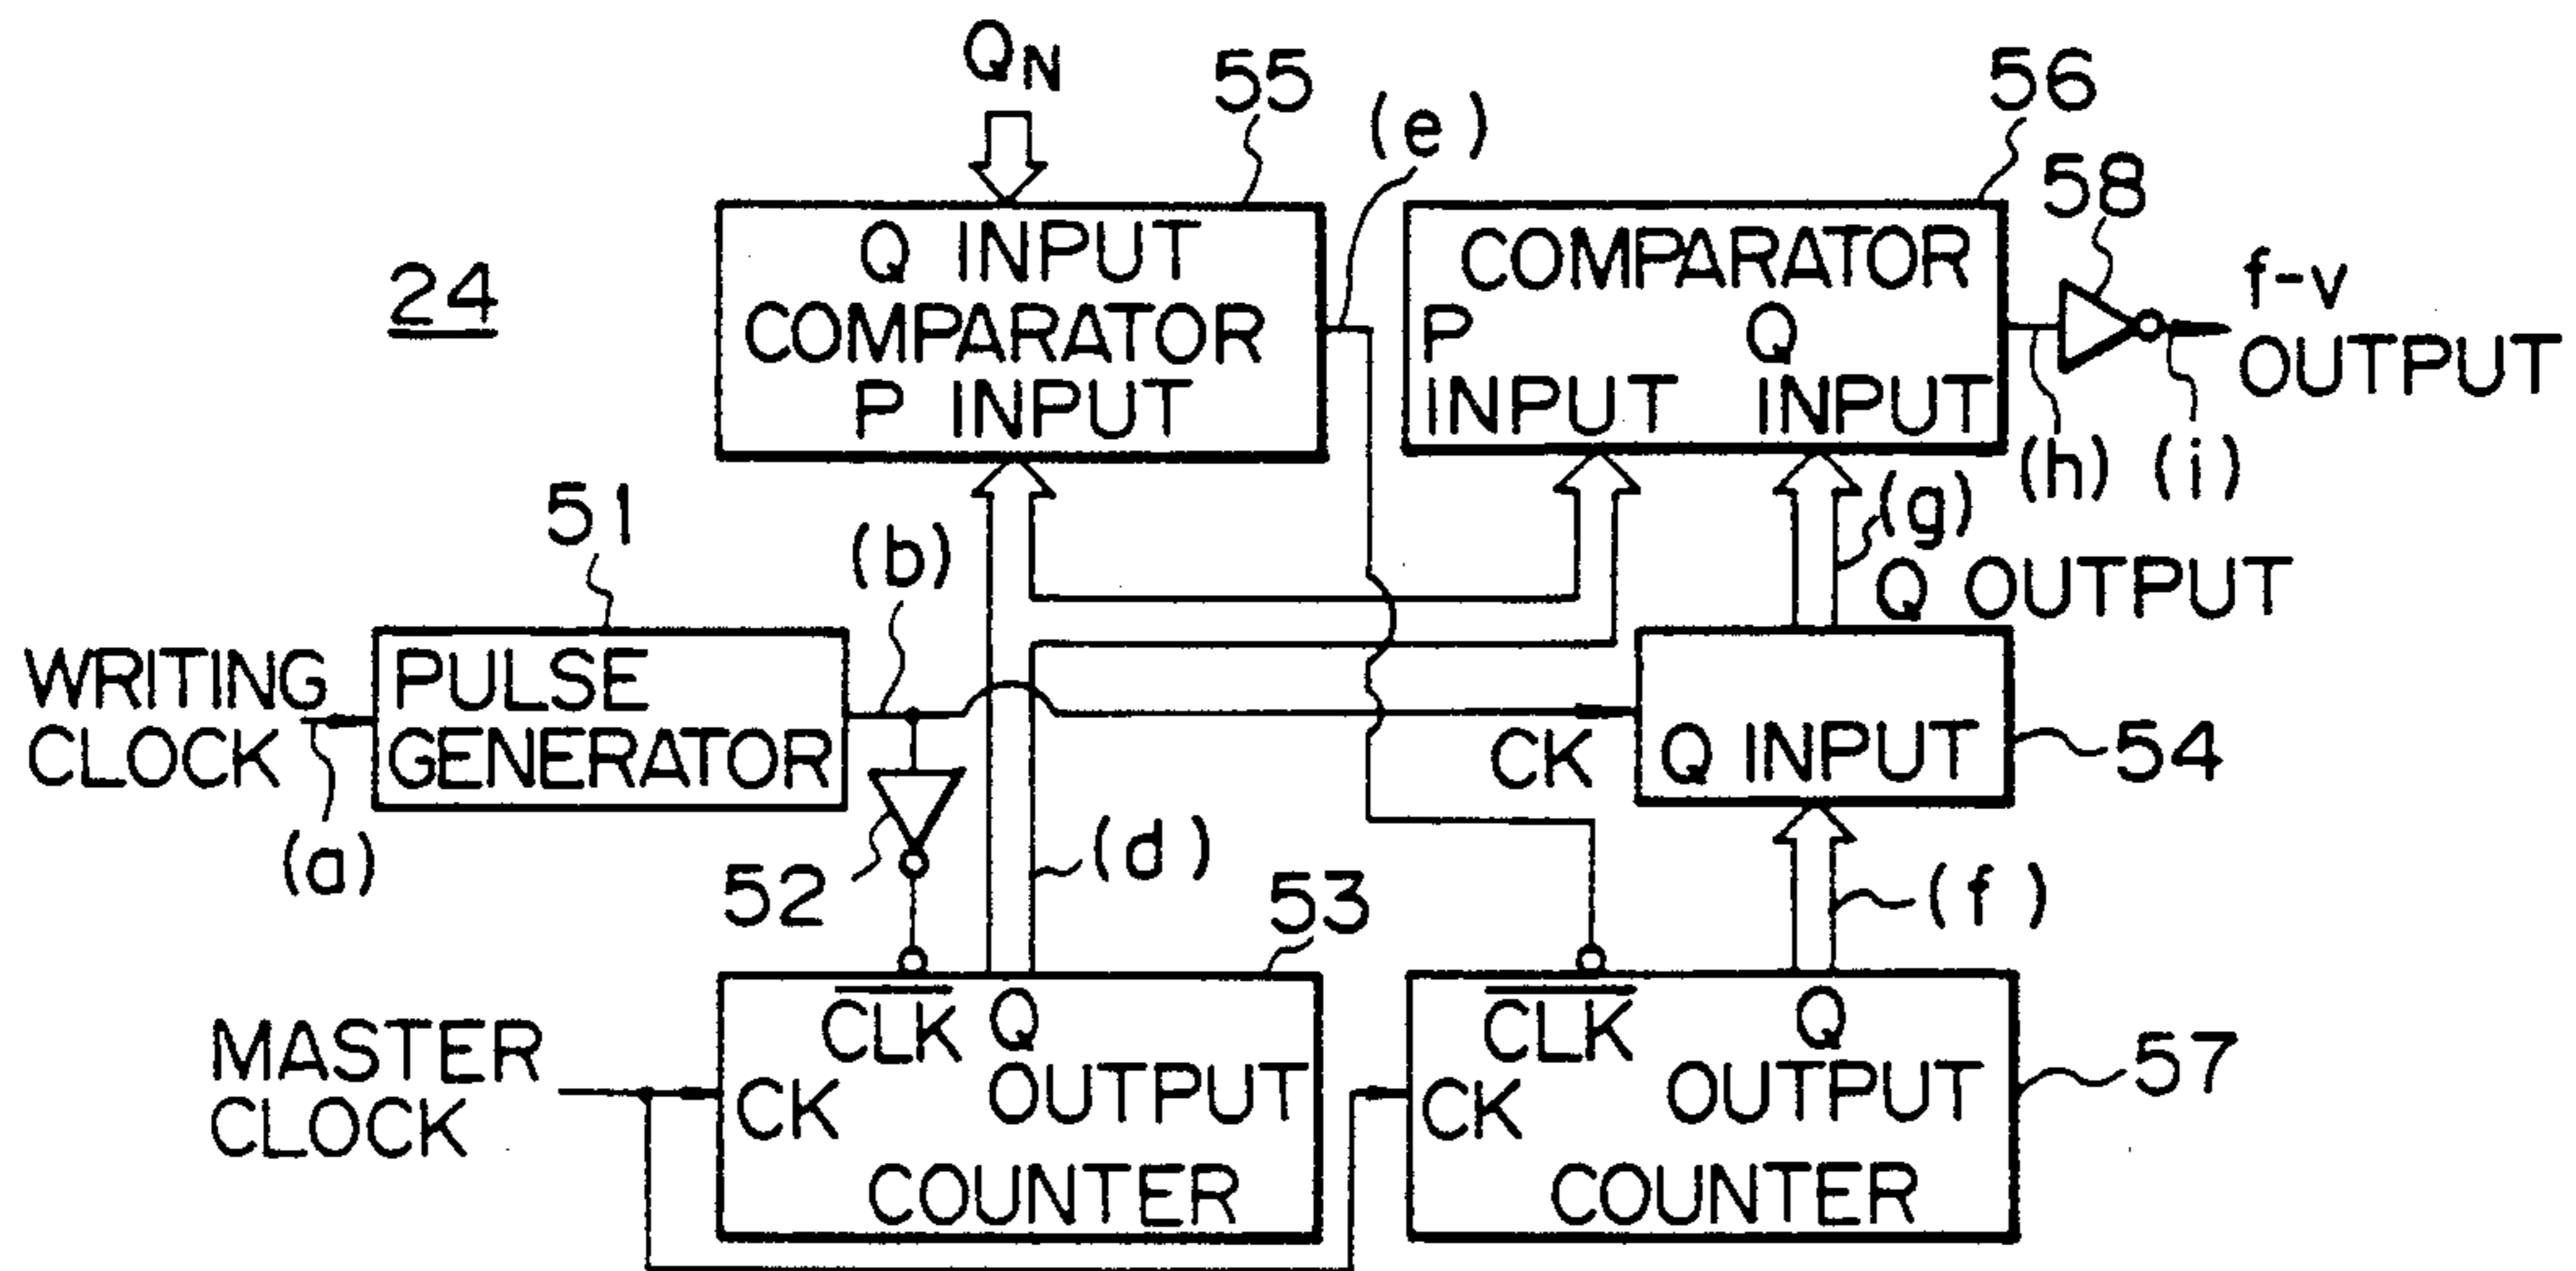 QN
55
(e)
56
58
24
Q INPUT
COMPARATOR
P INPUT
COMPARATOR
P Q
INPUT INPUT
f-v
OUTPUT
(h) (i)
51
(b)
(g)
Q OUTPUT
WRITING
CLOCK
(a)
PULSE
GENERATOR
CK
Q INPUT
54
52
(d)
53
(f)
MASTER
CLOCK
CLK Q
OUTPUT
CK
COUNTER
CLK Q
OUTPUT
CK
COUNTER
57